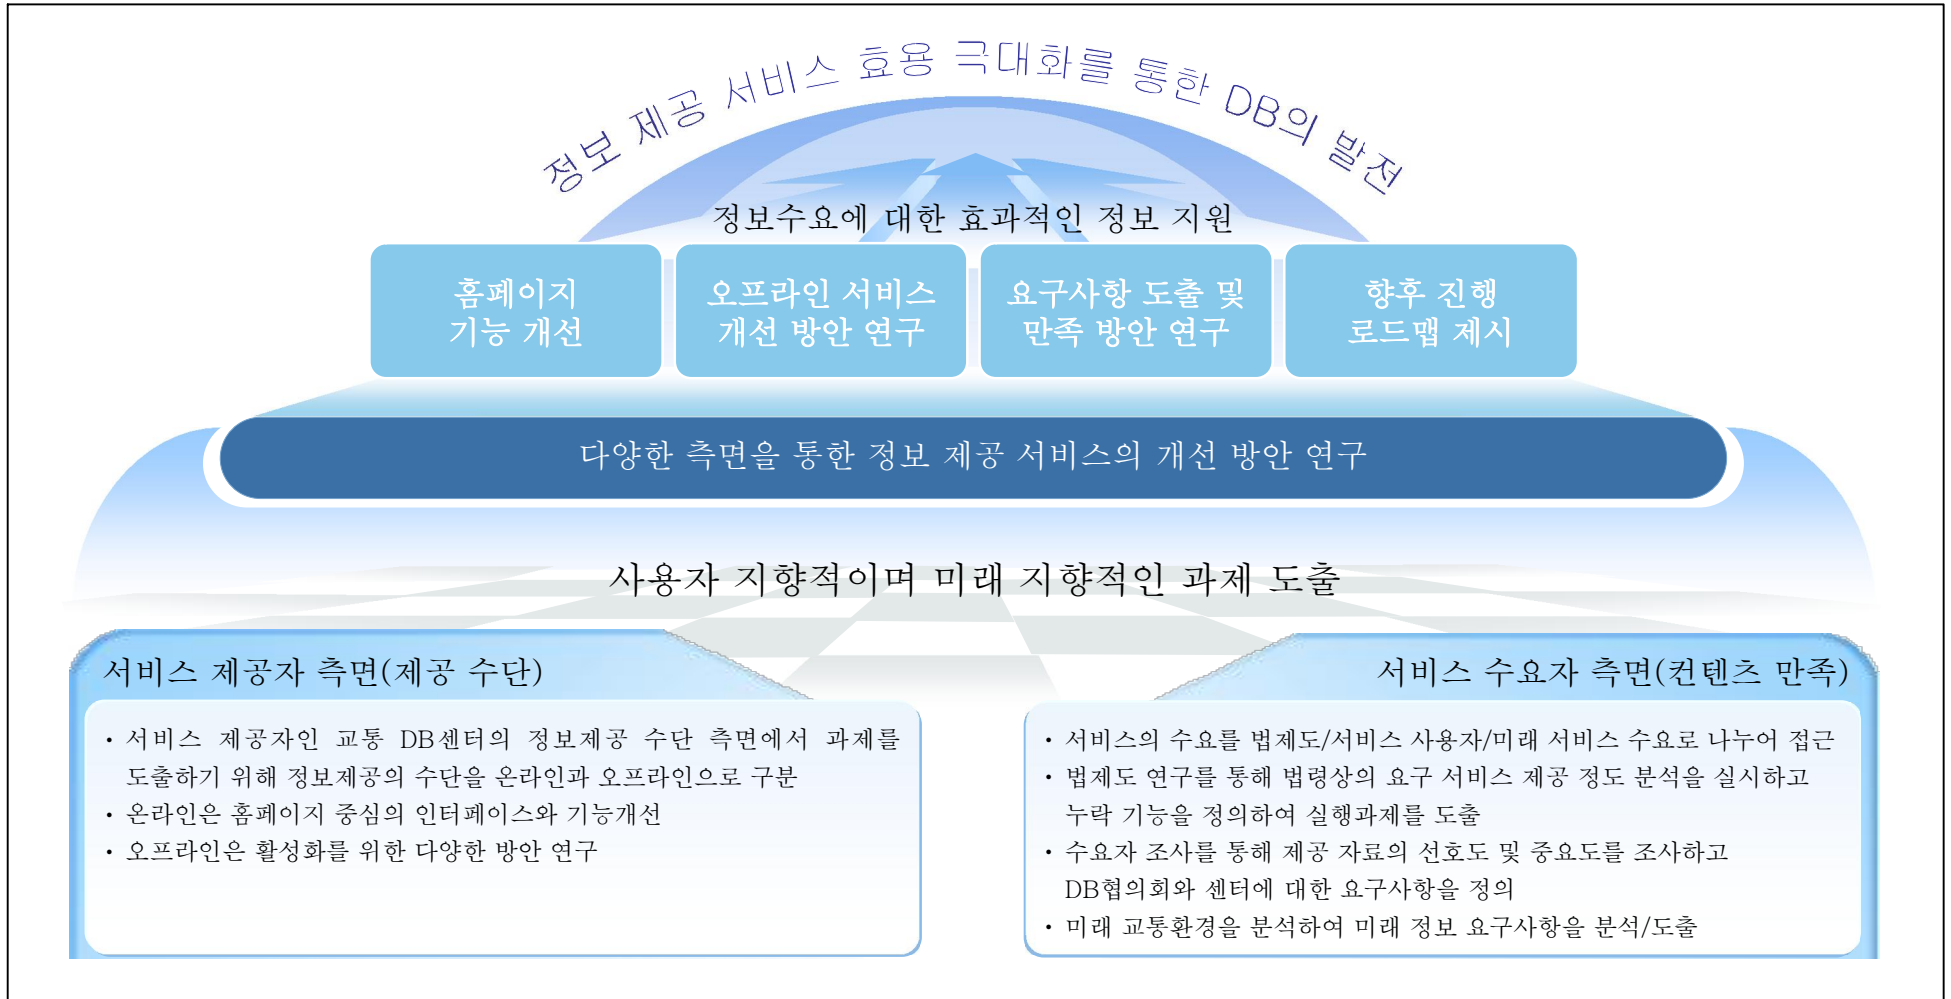 정보 제공 서비스 효용 극대화를 통한 DB의 발전
정보수요에 대한 효과적인 정보 지원
홈페이지
기능 개선
오프라인 서비스
개선 방안 연구
요구사항 도출 및
만족 방안 연구
향후 진행
로드맵 제시
다양한 측면을 통한 정보 제공 서비스의 개선 방안 연구
사용자 지향적이며 미래 지향적인 과제 도출
서비스 제공자 측면(제공 수단)
· 서비스 제공자인 교통 DB센터의 정보제공 수단 측면에서 과제를
도출하기 위해 정보제공의 수단을 온라인과 오프라인으로 구분
· 온라인은 홈페이지 중심의 인터페이스와 기능개선
· 오프라인은 활성화를 위한 다양한 방안 연구
서비스 수요자 측면(컨텐츠 만족)
· 서비스의 수요를 법제도/서비스 사용자/미래 서비스 수요로 나누어 접근
· 법제도 연구를 통해 법령상의 요구 서비스 제공 정도 분석을 실시하고
누락 기능을 정의하여 실행과제를 도출
· 수요자 조사를 통해 제공 자료의 선호도 및 중요도를 조사하고
DB협의회와 센터에 대한 요구사항을 정의
· 미래 교통환경을 분석하여 미래 정보 요구사항을 분석/도출